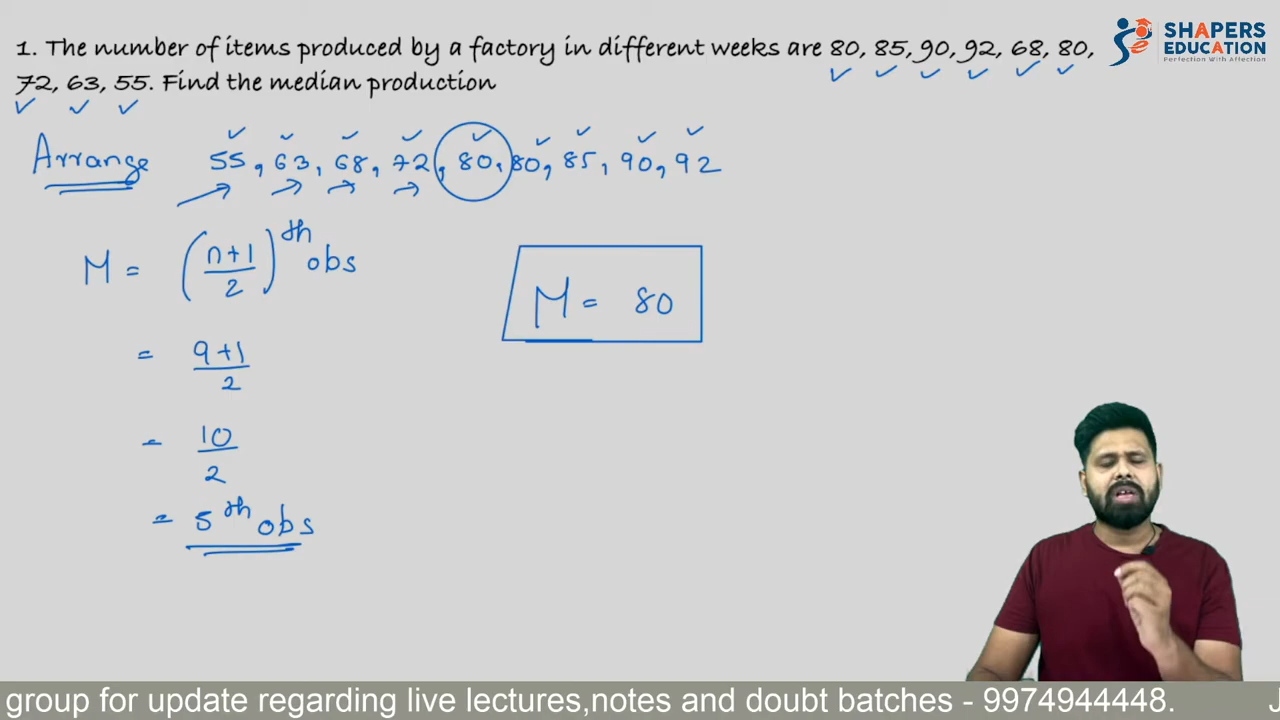 1. The number of items produced by a factory in different weeks are 80, 85, 90, 92, 68, 80,
72, 63, 55. Find the median production
SHAPERS
EDUCATION
Perfection With Affection
Arrange 55, 63, 68, 72, 80, 80, 85, 90, 92
M = (n+1/2)th obs
= 9+1/2
= 10/2
= 5th obs
M = 80
group for update regarding live lectures,notes and doubt batches - 9974944448. J